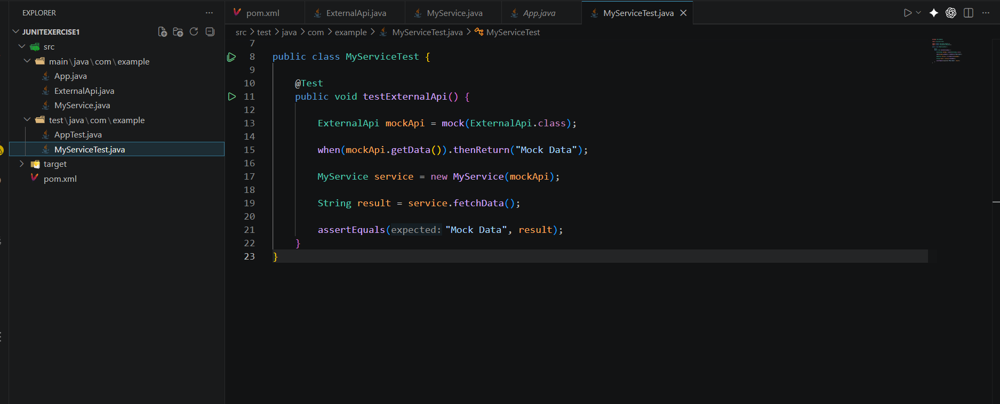 EXPLORER
JUNITEXERCISE1
src
main\java\com\example
App.java
ExternalApi.java
MyService.java
test\java\com\example
AppTest.java
MyServiceTest.java
target
pom.xml
pom.xml
ExternalApi.java
MyService.java
App.java
MyServiceTest.java
src > test > java > com > example > MyServiceTest.java > MyServiceTest
7
8 public class MyServiceTest {
9
10 @Test
11 public void testExternalApi() {
12
13 ExternalApi mockApi = mock(ExternalApi.class);
14
15 when(mockApi.getData()).thenReturn("Mock Data");
16
17 MyService service = new MyService(mockApi);
18
19 String result = service.fetchData();
20
21 assertEquals(expected: "Mock Data", result);
22 }
23 }